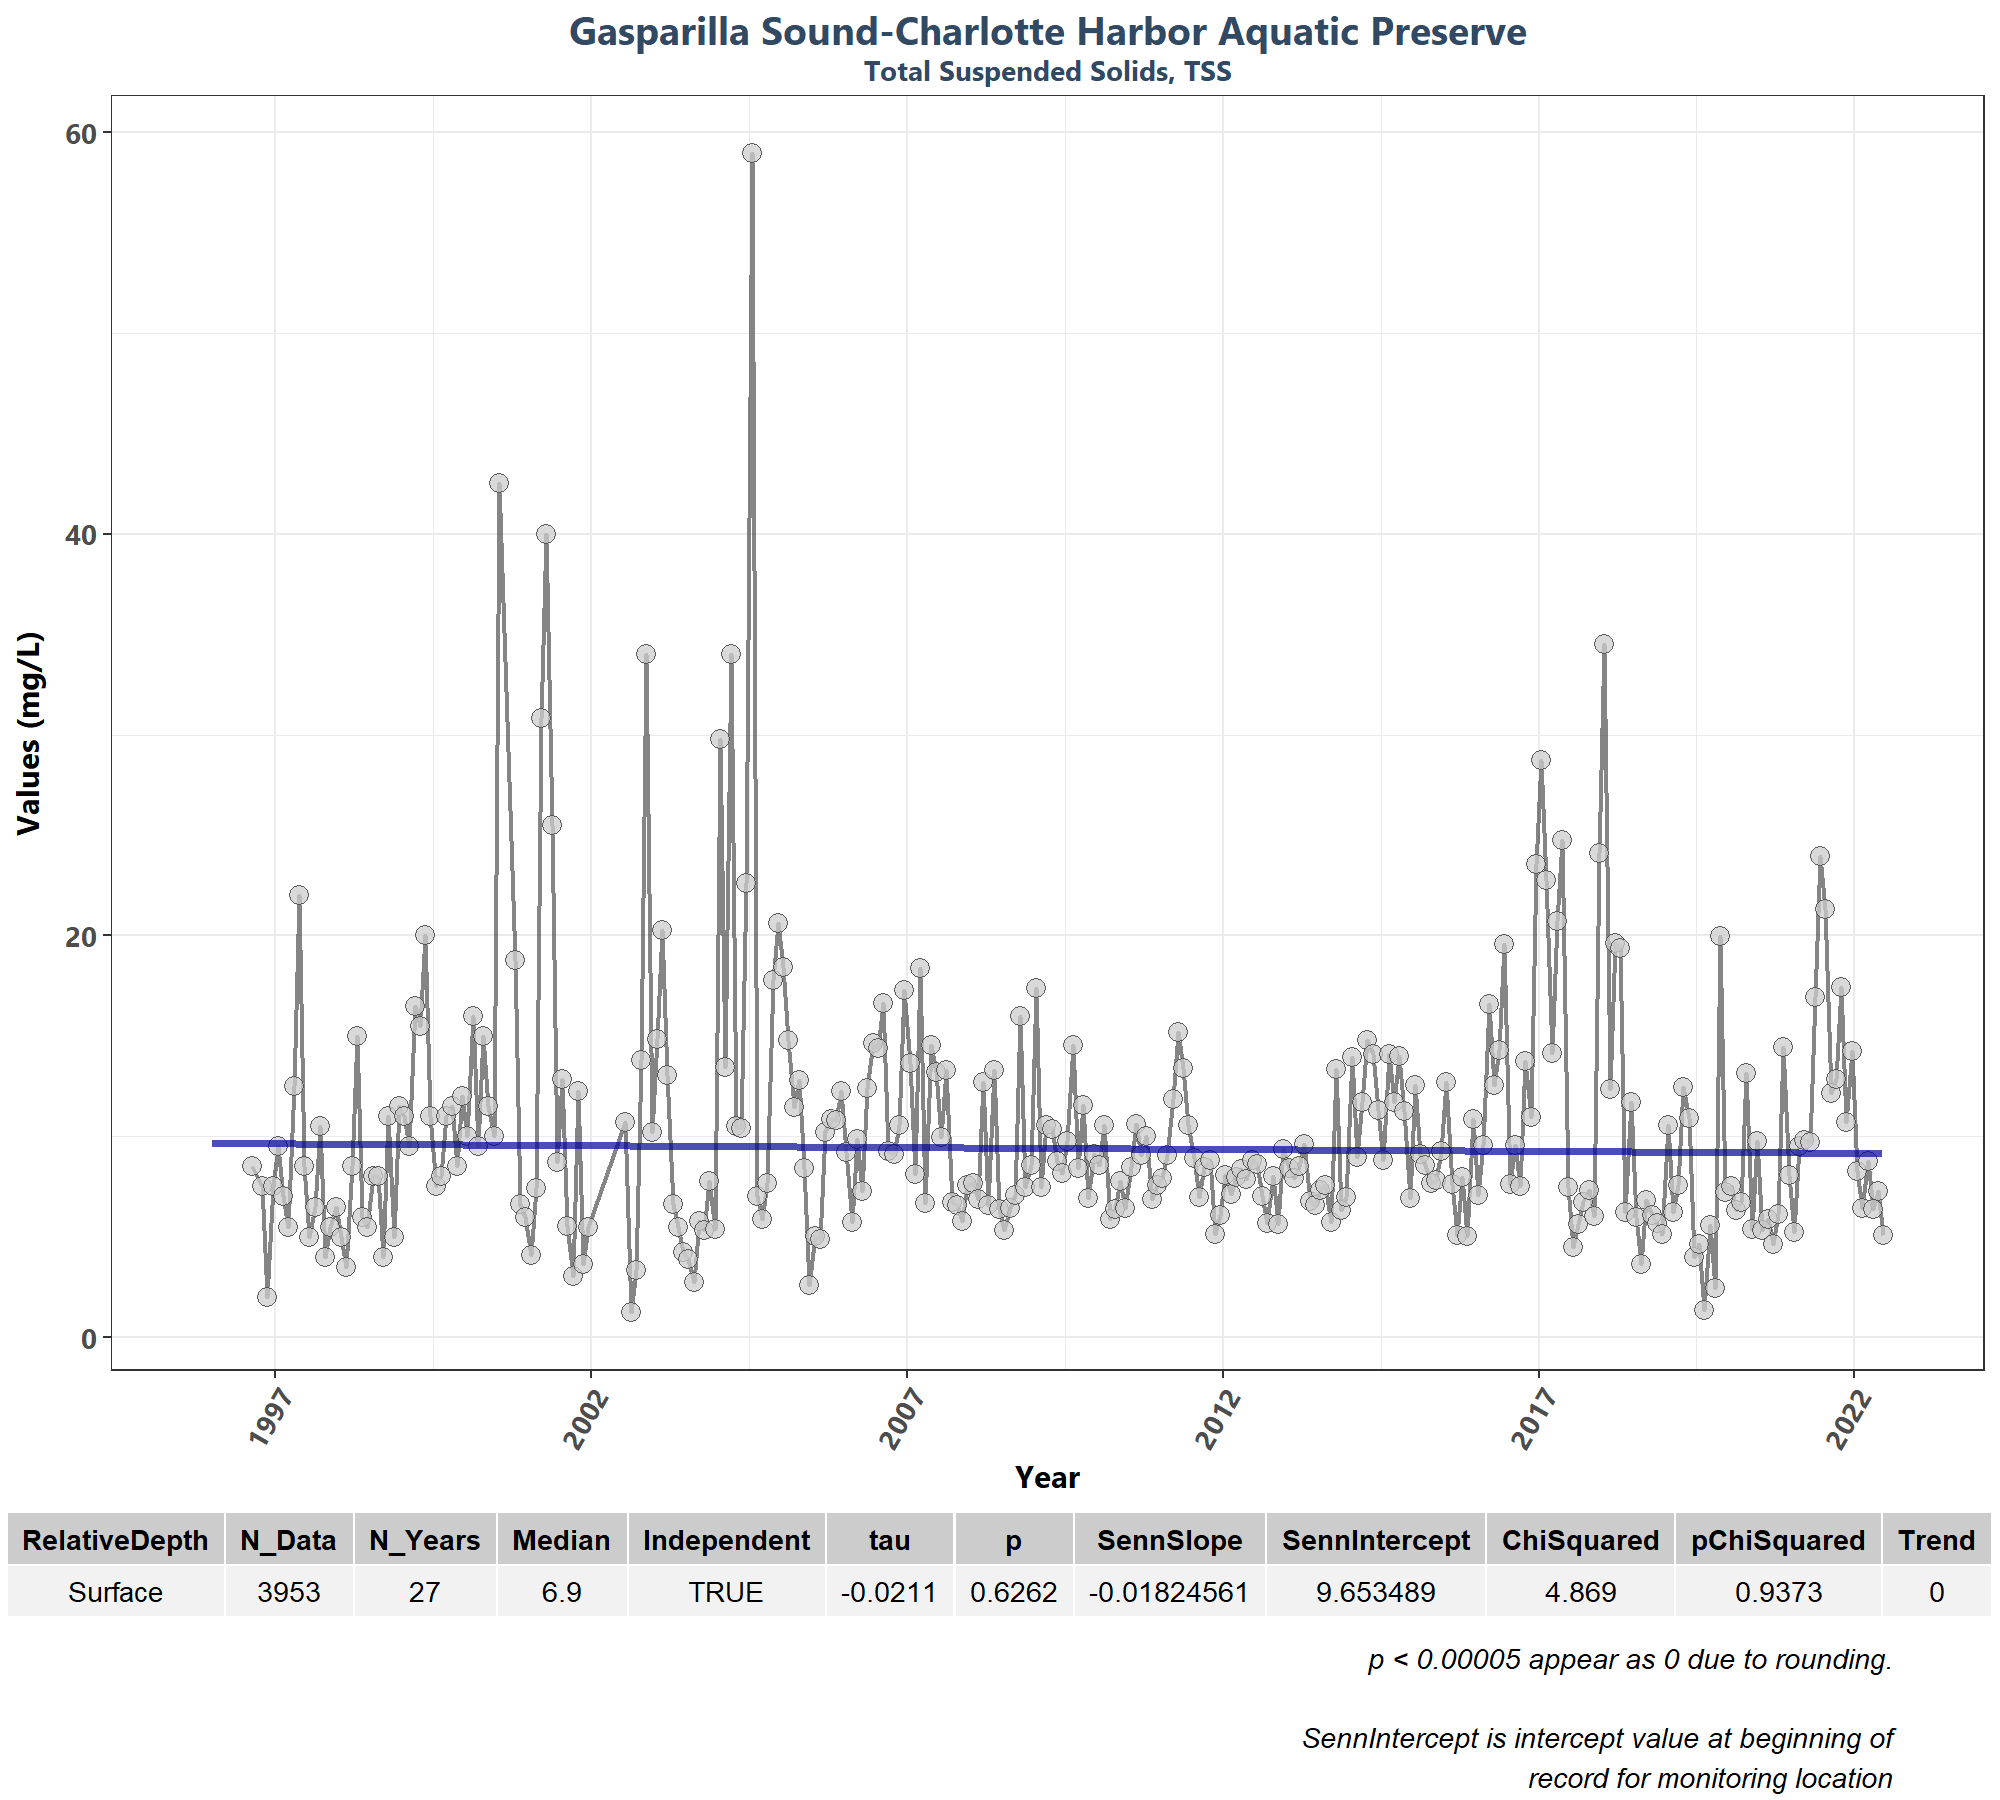 Gasparilla Sound-Charlotte Harbor Aquatic Preserve
Total Suspended Solids, TSS
Values (mg/L)
60
40
20
0
1997 2002 2007 2012 2017 2022
Year
RelativeDepth N_Data N_Years Median Independent tau p SennSlope SennIntercept ChiSquared pChiSquared Trend
Surface 3953 27 6.9 TRUE -0.0211 0.6262 -0.01824561 9.653489 4.869 0.9373 0
p < 0.00005 appear as 0 due to rounding.
SennIntercept is intercept value at beginning of
record for monitoring location